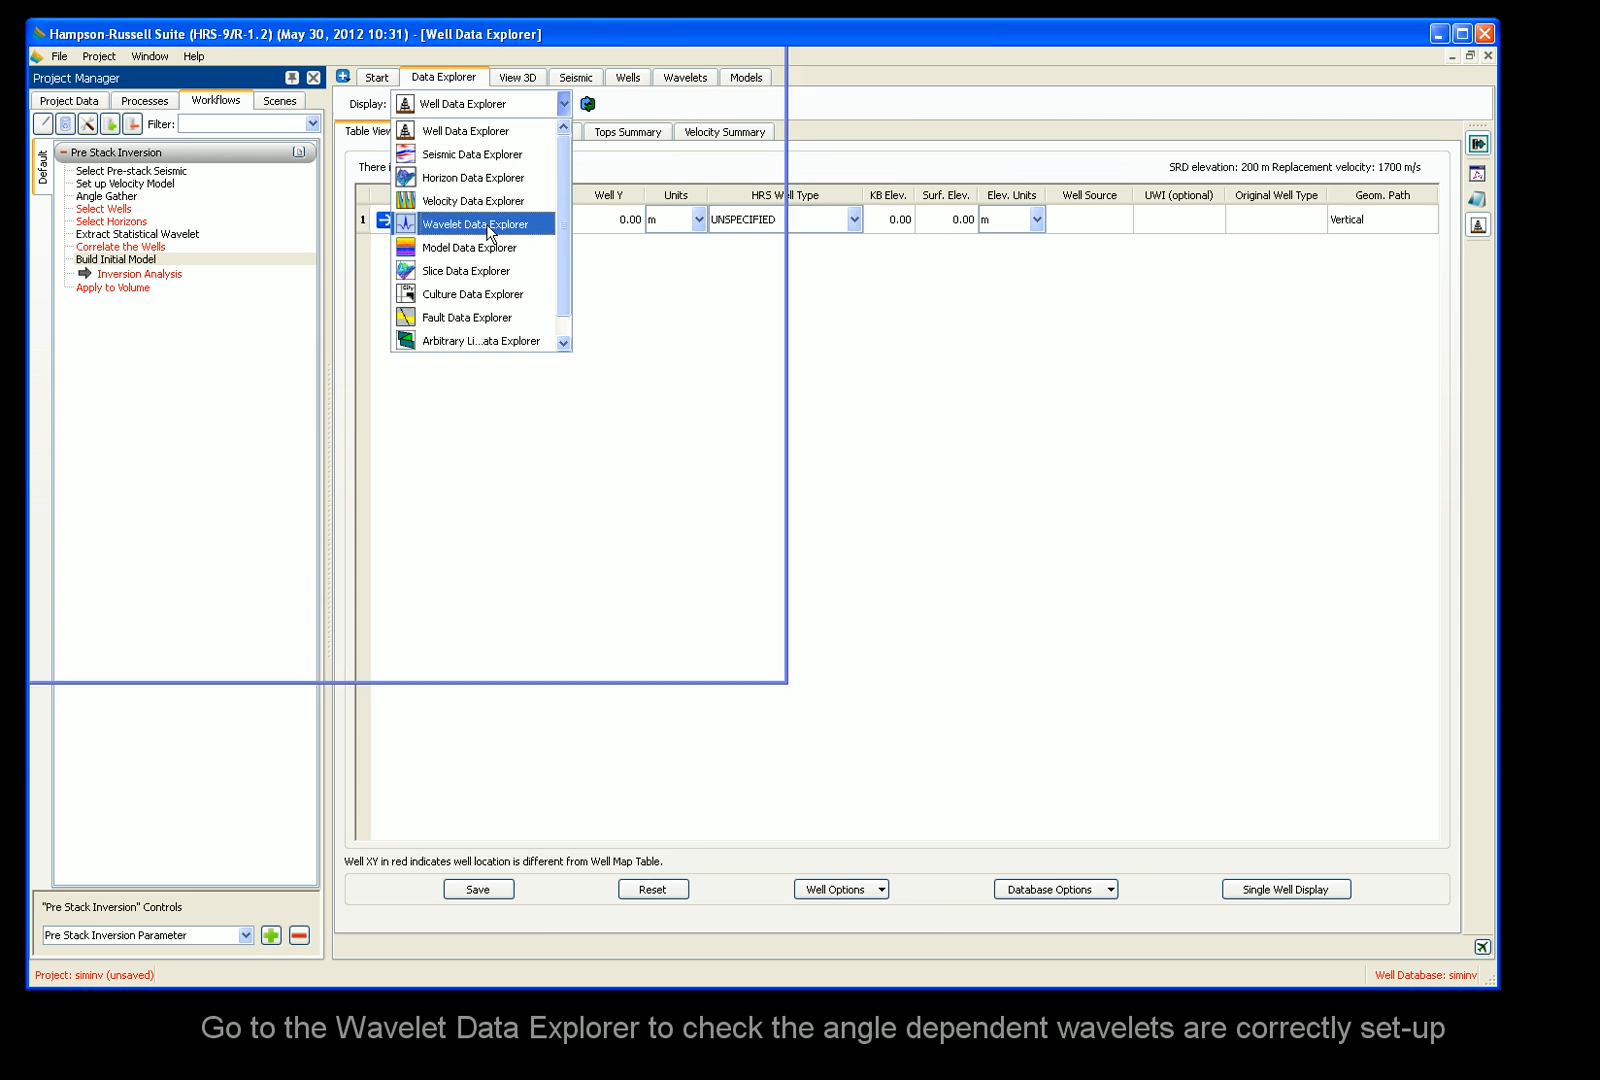 Hampson-Russell Suite (HRS-9/R-1.2) (May 30, 2012 10:31) - [Well Data Explorer]
File Project Window Help
Project Manager
Start Data Explorer View 3D Seismic Wells Wavelets Models
Project Data Processes Workflows Scenes
Display: Well Data Explorer
Filter:
Default
Pre Stack Inversion
Select Pre-stack Seismic
Set up Velocity Model
Angle Gather
Select Wells
Select Horizons
Extract Statistical Wavelet
Correlate the Wells
Build Initial Model
Inversion Analysis
Apply to Volume
Well Data Explorer
Seismic Data Explorer
Horizon Data Explorer
Velocity Data Explorer
Wavelet Data Explorer
Model Data Explorer
Slice Data Explorer
Culture Data Explorer
Fault Data Explorer
Arbitrary Li...ata Explorer
Table View Tops Summary Velocity Summary
There i SRD elevation: 200 m Replacement velocity: 1700 m/s
Well Y Units HRS Well Type KB Elev. Surf. Elev. Elev. Units Well Source UWI (optional) Original Well Type Geom. Path
1 0.00 m UNSPECIFIED 0.00 0.00 m Vertical
Well XY in red indicates well location is different from Well Map Table.
Save Reset Well Options Database Options Single Well Display
"Pre Stack Inversion" Controls
Pre Stack Inversion Parameter
Project: siminv (unsaved) Well Database: siminv
Go to the Wavelet Data Explorer to check the angle dependent wavelets are correctly set-up